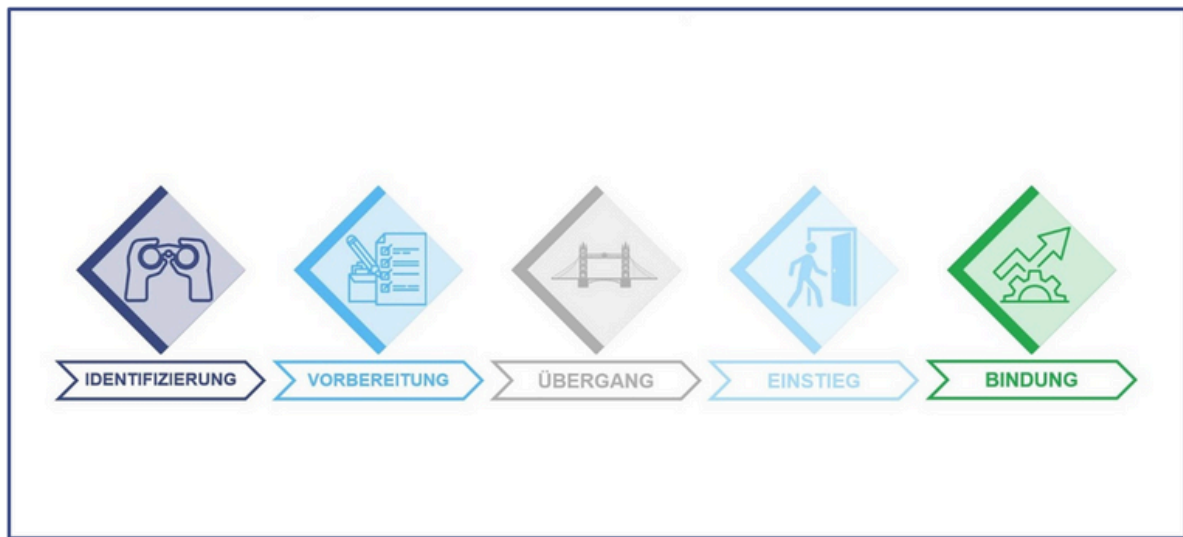 IDENTIFIZIERUNG
VORBEREITUNG
ÜBERGANG
EINSTIEG
BINDUNG